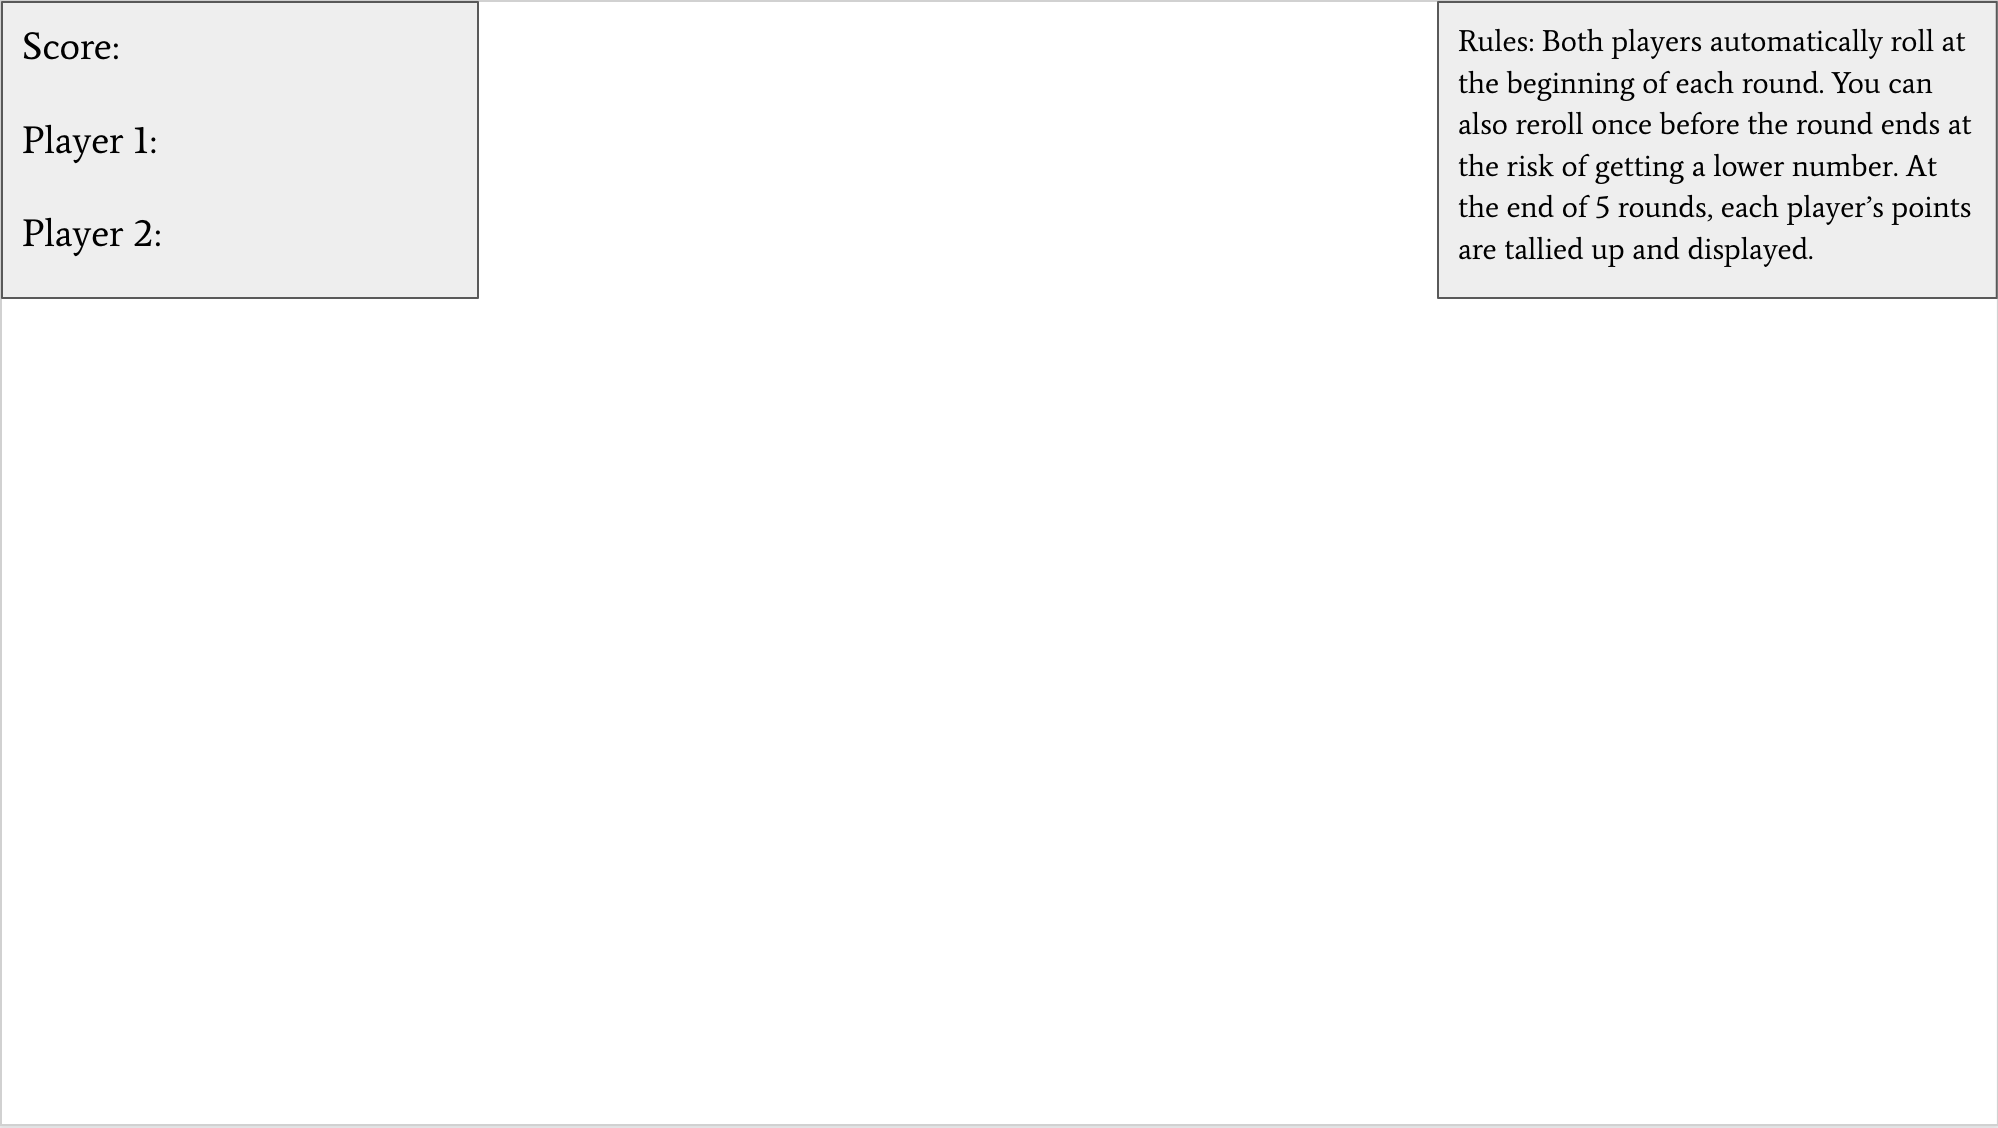 Score:
Player 1:
Player 2:
Rules: Both players automatically roll at
the beginning of each round. You can
also reroll once before the round ends at
the risk of getting a lower number. At
the end of 5 rounds, each player’s points
are tallied up and displayed.